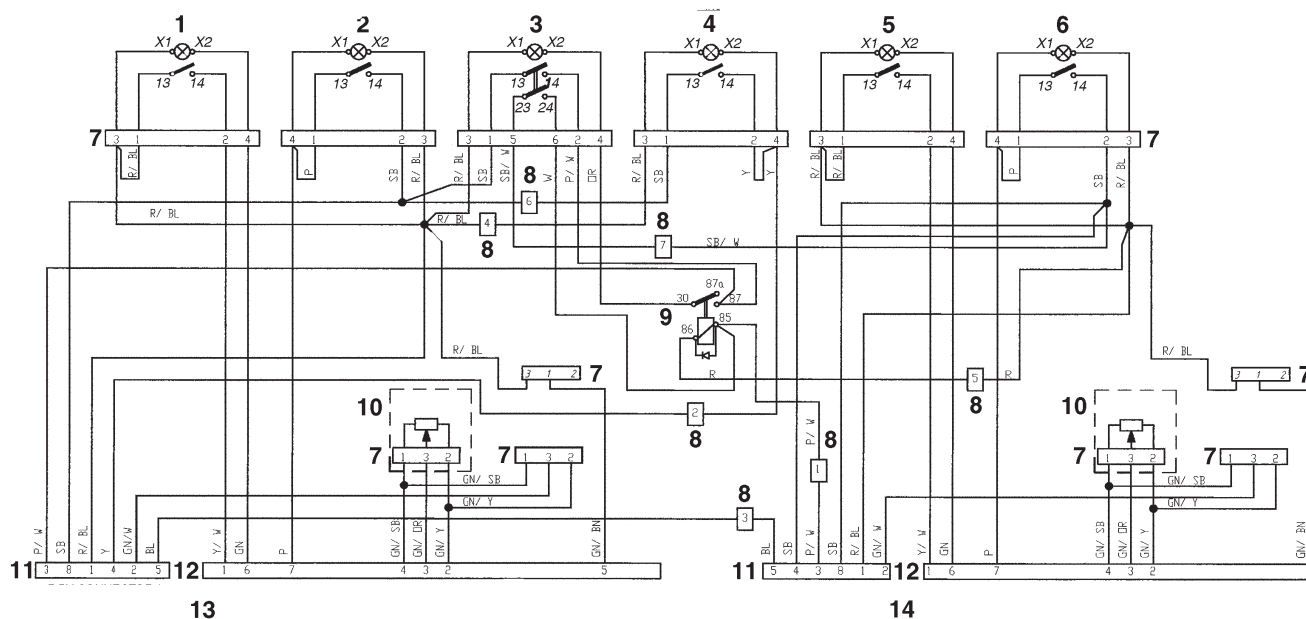 1 2 3 4 5 6
X1 X2 X1 X2 X1 X2 X1 X2 X1 X2 X1 X2
13 14 13 14 13 14 13 14 13 14 13 14
23 24
7 3 1 2 4 4 1 2 3 3 1 5 6 2 4 3 1 2 4 3 1 2 4 4 1 2 3 7
R/ BL P SB R/ BL R/ BL SB SB/ W W P/ W OR R/ BL SB Y Y R/ BL R/ BL P SB R/ BL
8
6
R/ BL R/ BL 4 8
8
7 SB/ W
87a
30 87
9
86 85
R/ BL R 5 R R/ BL
8
3 1 2 7 3 1 2 7
10 2 8 P/ W 8 10
1
7 1 3 2 7 1 3 2 7 1 3 2 7 1 3 2
GN/ SB GN/ SB
GN/ Y GN/ Y
8
3
P/ W SB R/ BL Y GN/W BL Y/ W GN P GN/ SB GN/ OR GN/ Y GN/ BN BL SB P/ W SB R/ BL GN/ W Y/ W GN P GN/ SB GN/ OR GN/ Y GN/ BN
11 3 8 1 4 2 5 12 1 6 7 4 3 2 5 11 5 4 3 8 1 2 12 1 6 7 4 3 2
13 14